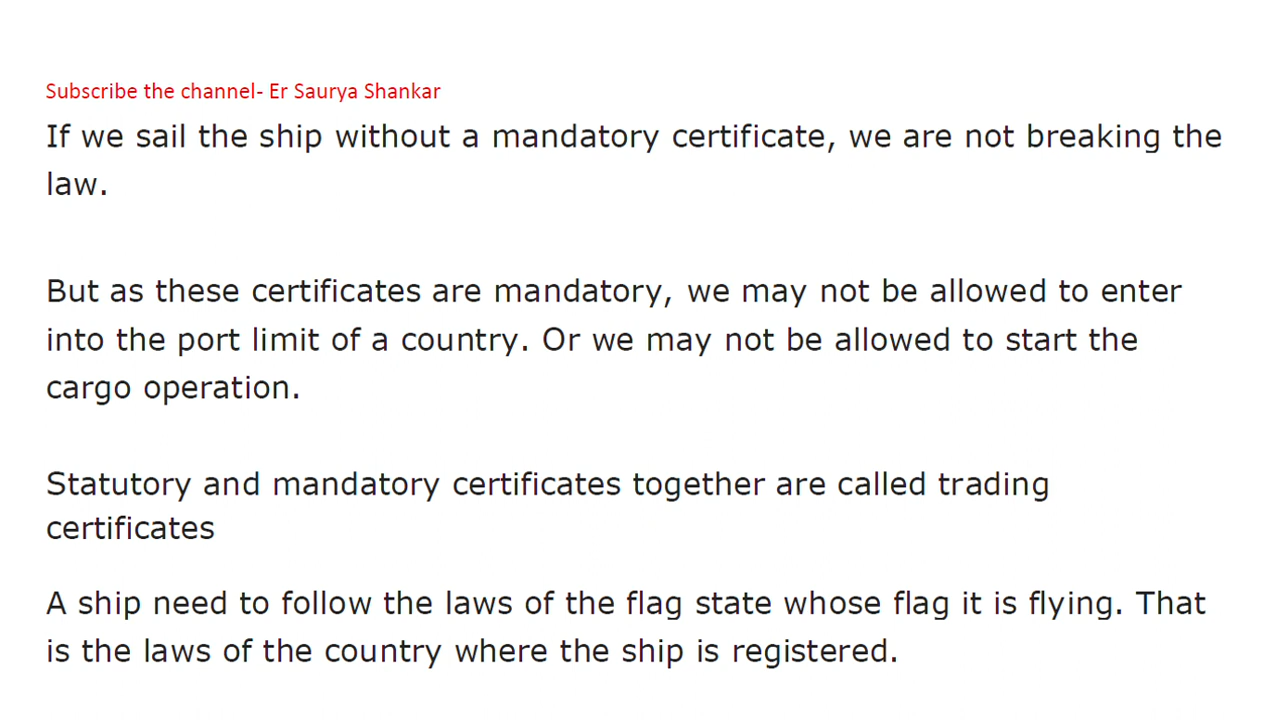 Subscribe the channel- Er Saurya Shankar
If we sail the ship without a mandatory certificate, we are not breaking the
law.
But as these certificates are mandatory, we may not be allowed to enter
into the port limit of a country. Or we may not be allowed to start the
cargo operation.
Statutory and mandatory certificates together are called trading
certificates
A ship need to follow the laws of the flag state whose flag it is flying. That
is the laws of the country where the ship is registered.